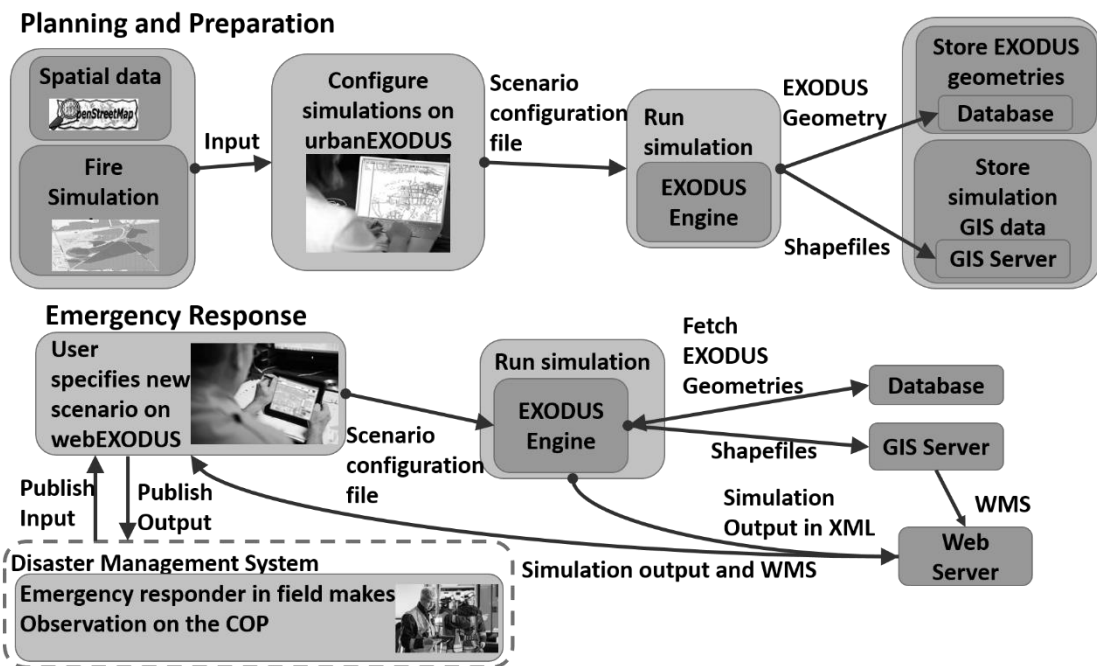 Planning and Preparation
Spatial data
penStreetMap
Fire
Simulation
Input
Configure
simulations on
urbanEXODUS
Scenario
configuration
file
Run
simulation
EXODUS
Engine
EXODUS
Geometry
Shapefiles
Store EXODUS
geometries
Database
Store
simulation
GIS data
GIS Server
Emergency Response
User
specifies new
scenario on
webEXODUS
Scenario
configuration
file
Run simulation
EXODUS
Engine
Fetch
EXODUS
Geometries
Database
Shapefiles
GIS Server
WMS
Simulation
Output in XML
Web
Server
Simulation output and WMS
Publish
Input
Publish
Output
Disaster Management System
Emergency responder in field makes
Observation on the COP